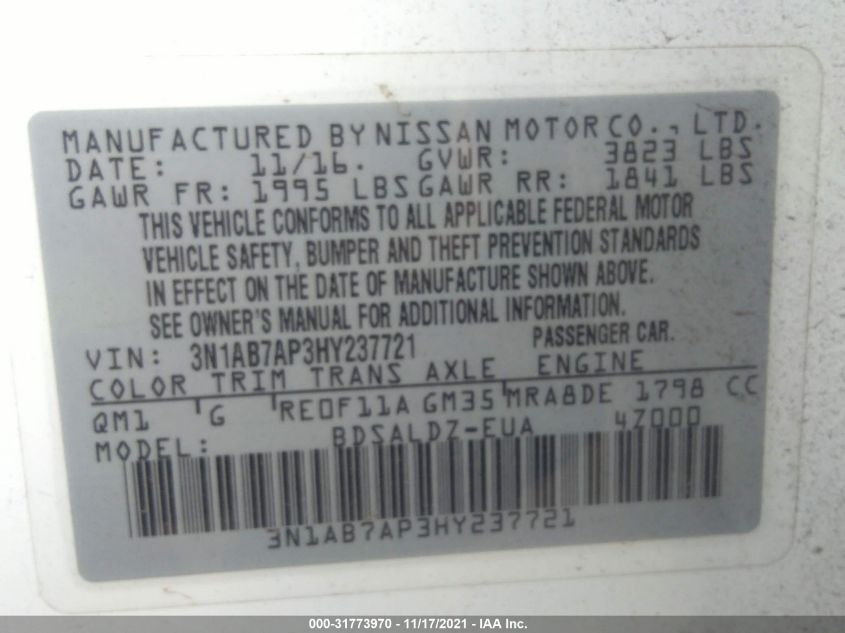 MANUFACTURED BY NISSAN MOTOR CO., LTD.
DATE: 11/16. GVWR: 3823 LBS
GAWR FR: 1995 LBS GAWR RR: 1841 LBS
THIS VEHICLE CONFORMS TO ALL APPLICABLE FEDERAL MOTOR
VEHICLE SAFETY, BUMPER AND THEFT PREVENTION STANDARDS
IN EFFECT ON THE DATE OF MANUFACTURE SHOWN ABOVE.
SEE OWNER'S MANUAL FOR ADDITIONAL INFORMATION.
VIN: 3N1AB7AP3HY237721 PASSENGER CAR.
COLOR TRIM TRANS AXLE ENGINE
QM1 G RE0F11A GM35 MRA8DE 1798 CC
MODEL: BDSALDZ-EUA 4Z000
3N1AB7AP3HY237721
000-31773970 - 11/17/2021 - IAA Inc.